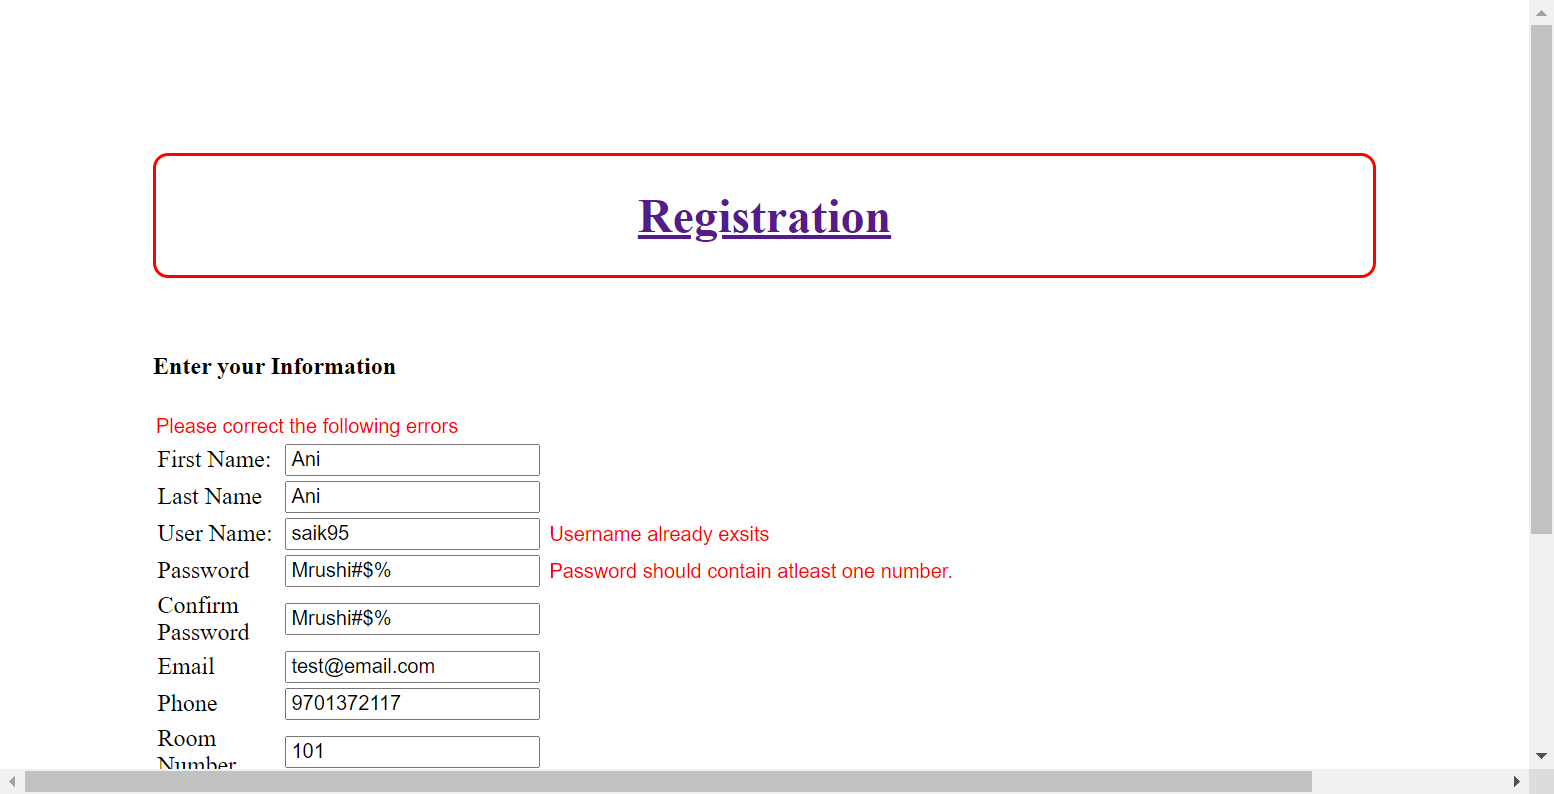 Registration
Enter your Information
Please correct the following errors
First Name: Ani
Last Name Ani
User Name: saik95 Username already exsits
Password Mrushi#$% Password should contain atleast one number.
Confirm
Password Mrushi#$%
Email test@email.com
Phone 9701372117
Room
Number 101